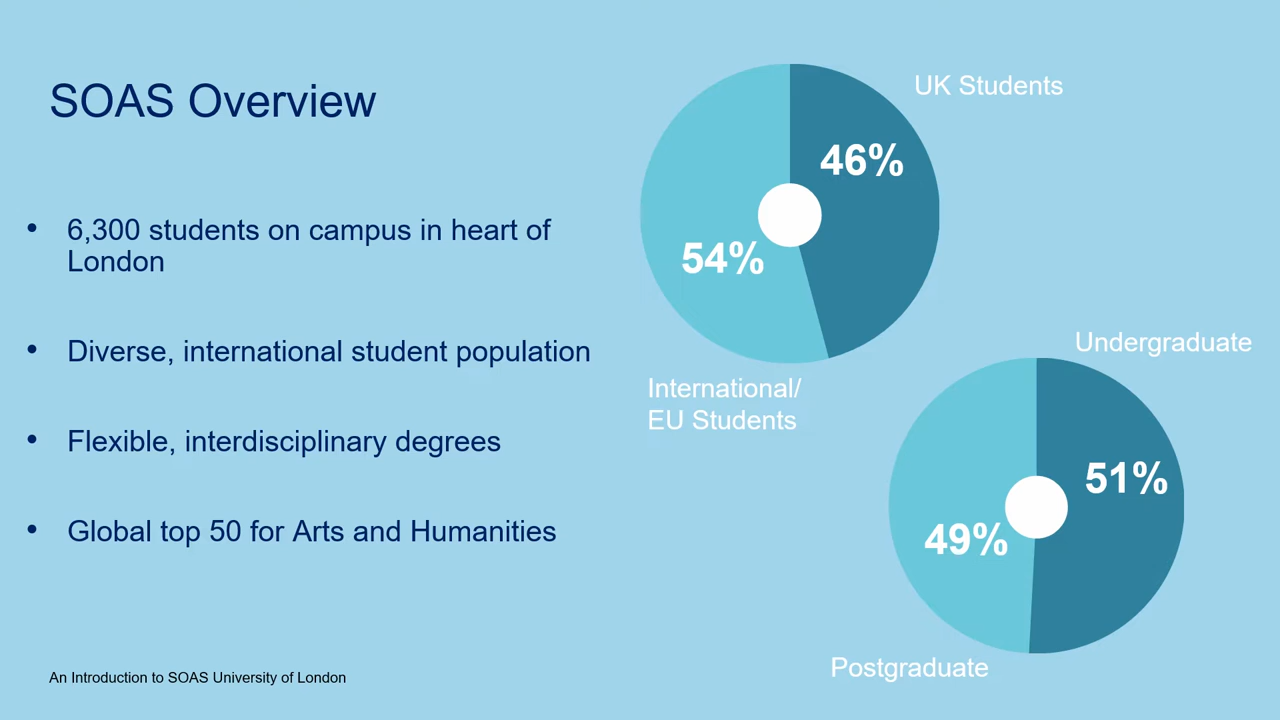 SOAS Overview
• 6,300 students on campus in heart of
London
• Diverse, international student population
• Flexible, interdisciplinary degrees
• Global top 50 for Arts and Humanities
An Introduction to SOAS University of London
UK Students
46%
54%
International/
EU Students
Undergraduate
51%
49%
Postgraduate